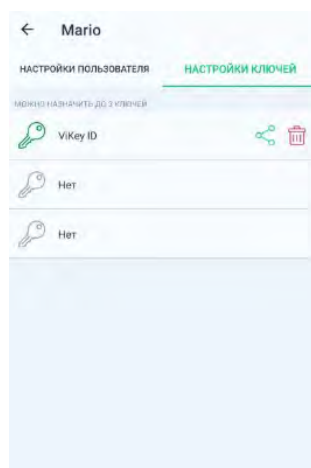 Mario
НАСТРОЙКИ ПОЛЬЗОВАТЕЛЯ НАСТРОЙКИ КЛЮЧЕЙ
МОЖНО НАЗНАЧИТЬ ДО 3 КЛЮЧЕЙ
ViKey ID
Нет
Нет